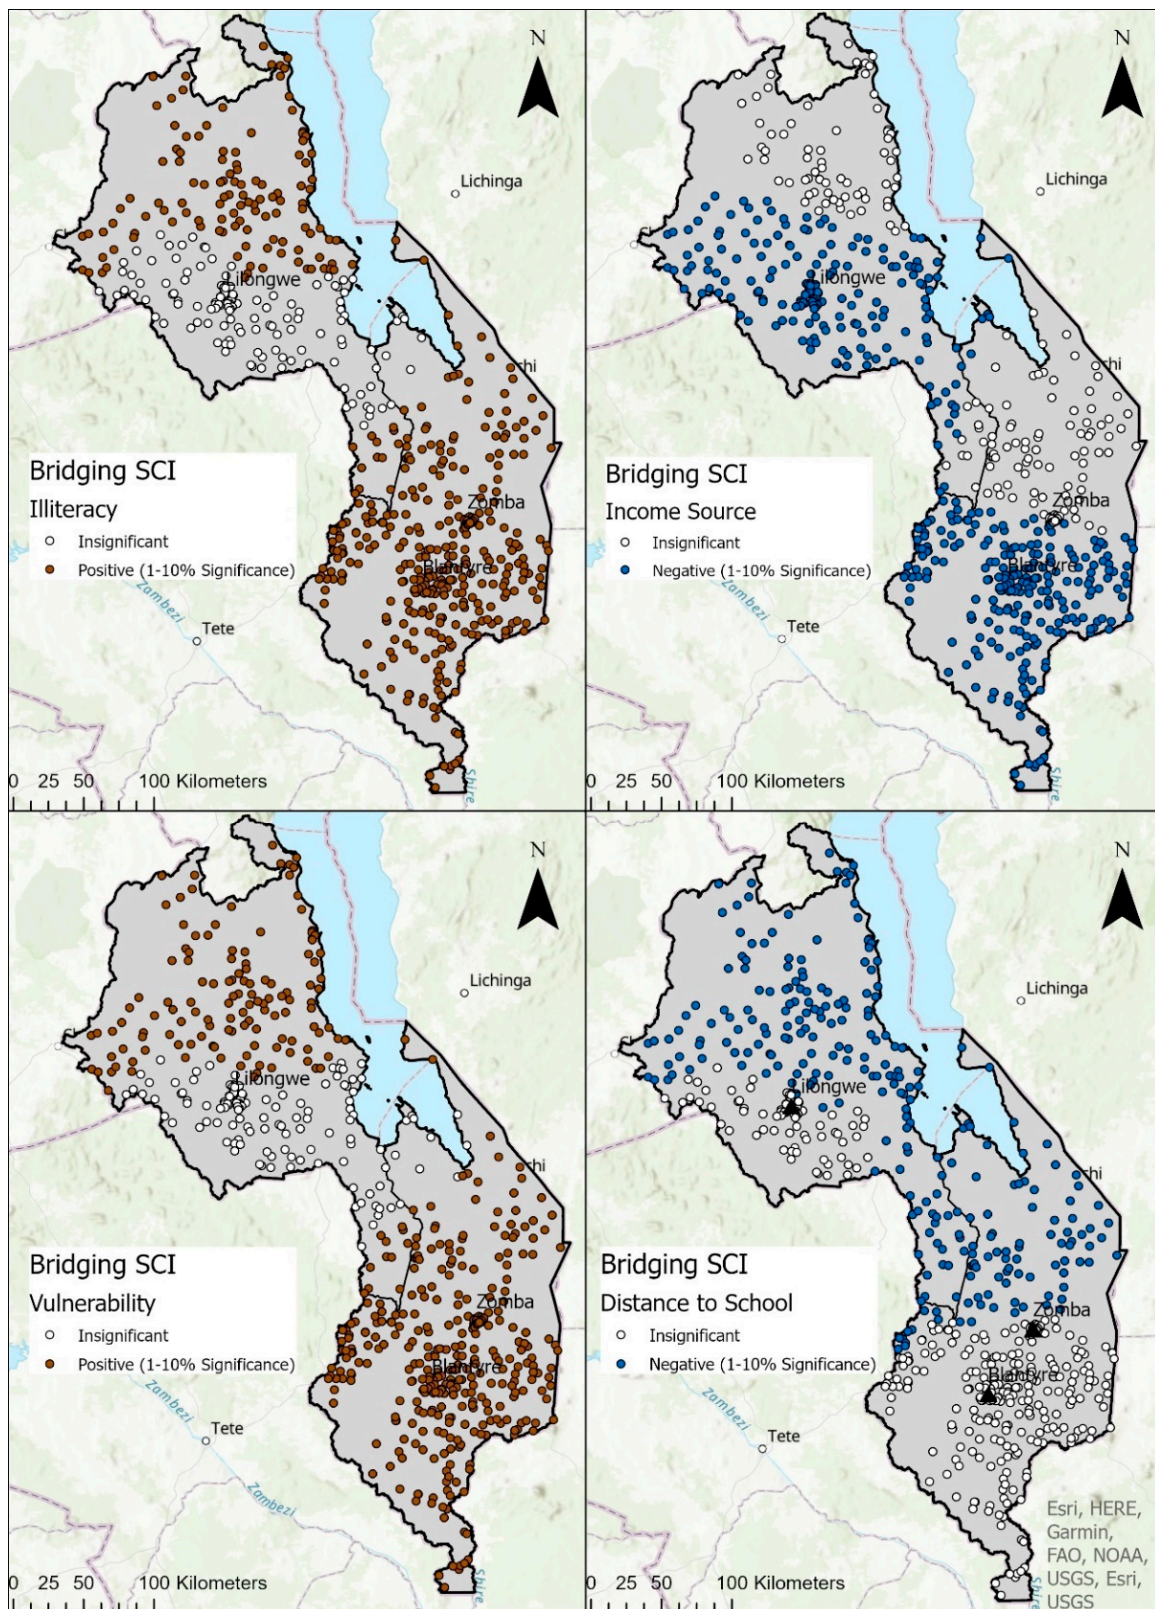 N
Lichinga
Lilongwe
chi
Bridging SCI
Illiteracy
Insignificant
Positive (1-10% Significance)
Zomba
Blantyre
Zambezi
Tete
Shire
0 25 50 100 Kilometers
N
Lichinga
Lilongwe
hi
Bridging SCI
Income Source
Insignificant
Negative (1-10% Significance)
Zomba
Blantyre
Zambezi
Tete
Shire
0 25 50 100 Kilometers
N
Lichinga
Lilongwe
chi
Bridging SCI
Vulnerability
Insignificant
Positive (1-10% Significance)
Zomba
Blantyre
Zambezi
Tete
Zambezi
Shire
0 25 50 100 Kilometers
N
Lichinga
Lilongwe
chi
Bridging SCI
Distance to School
Insignificant
Negative (1-10% Significance)
Zomba
Blantyre
Zambezi
Tete
Shire
0 25 50 100 Kilometers
Esri, HERE,
Garmin,
FAO, NOAA,
USGS, Esri,
USGS